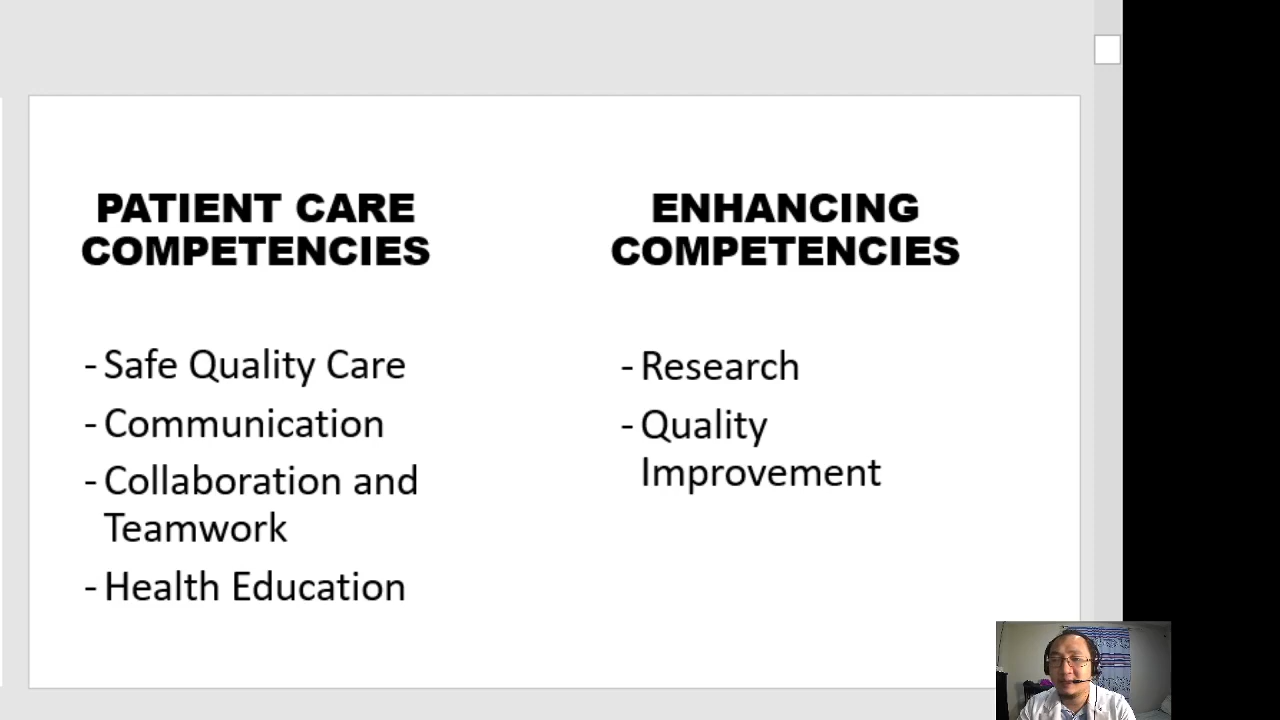 PATIENT CARE
COMPETENCIES
- Safe Quality Care
- Communication
- Collaboration and
Teamwork
- Health Education
ENHANCING
COMPETENCIES
- Research
- Quality
Improvement